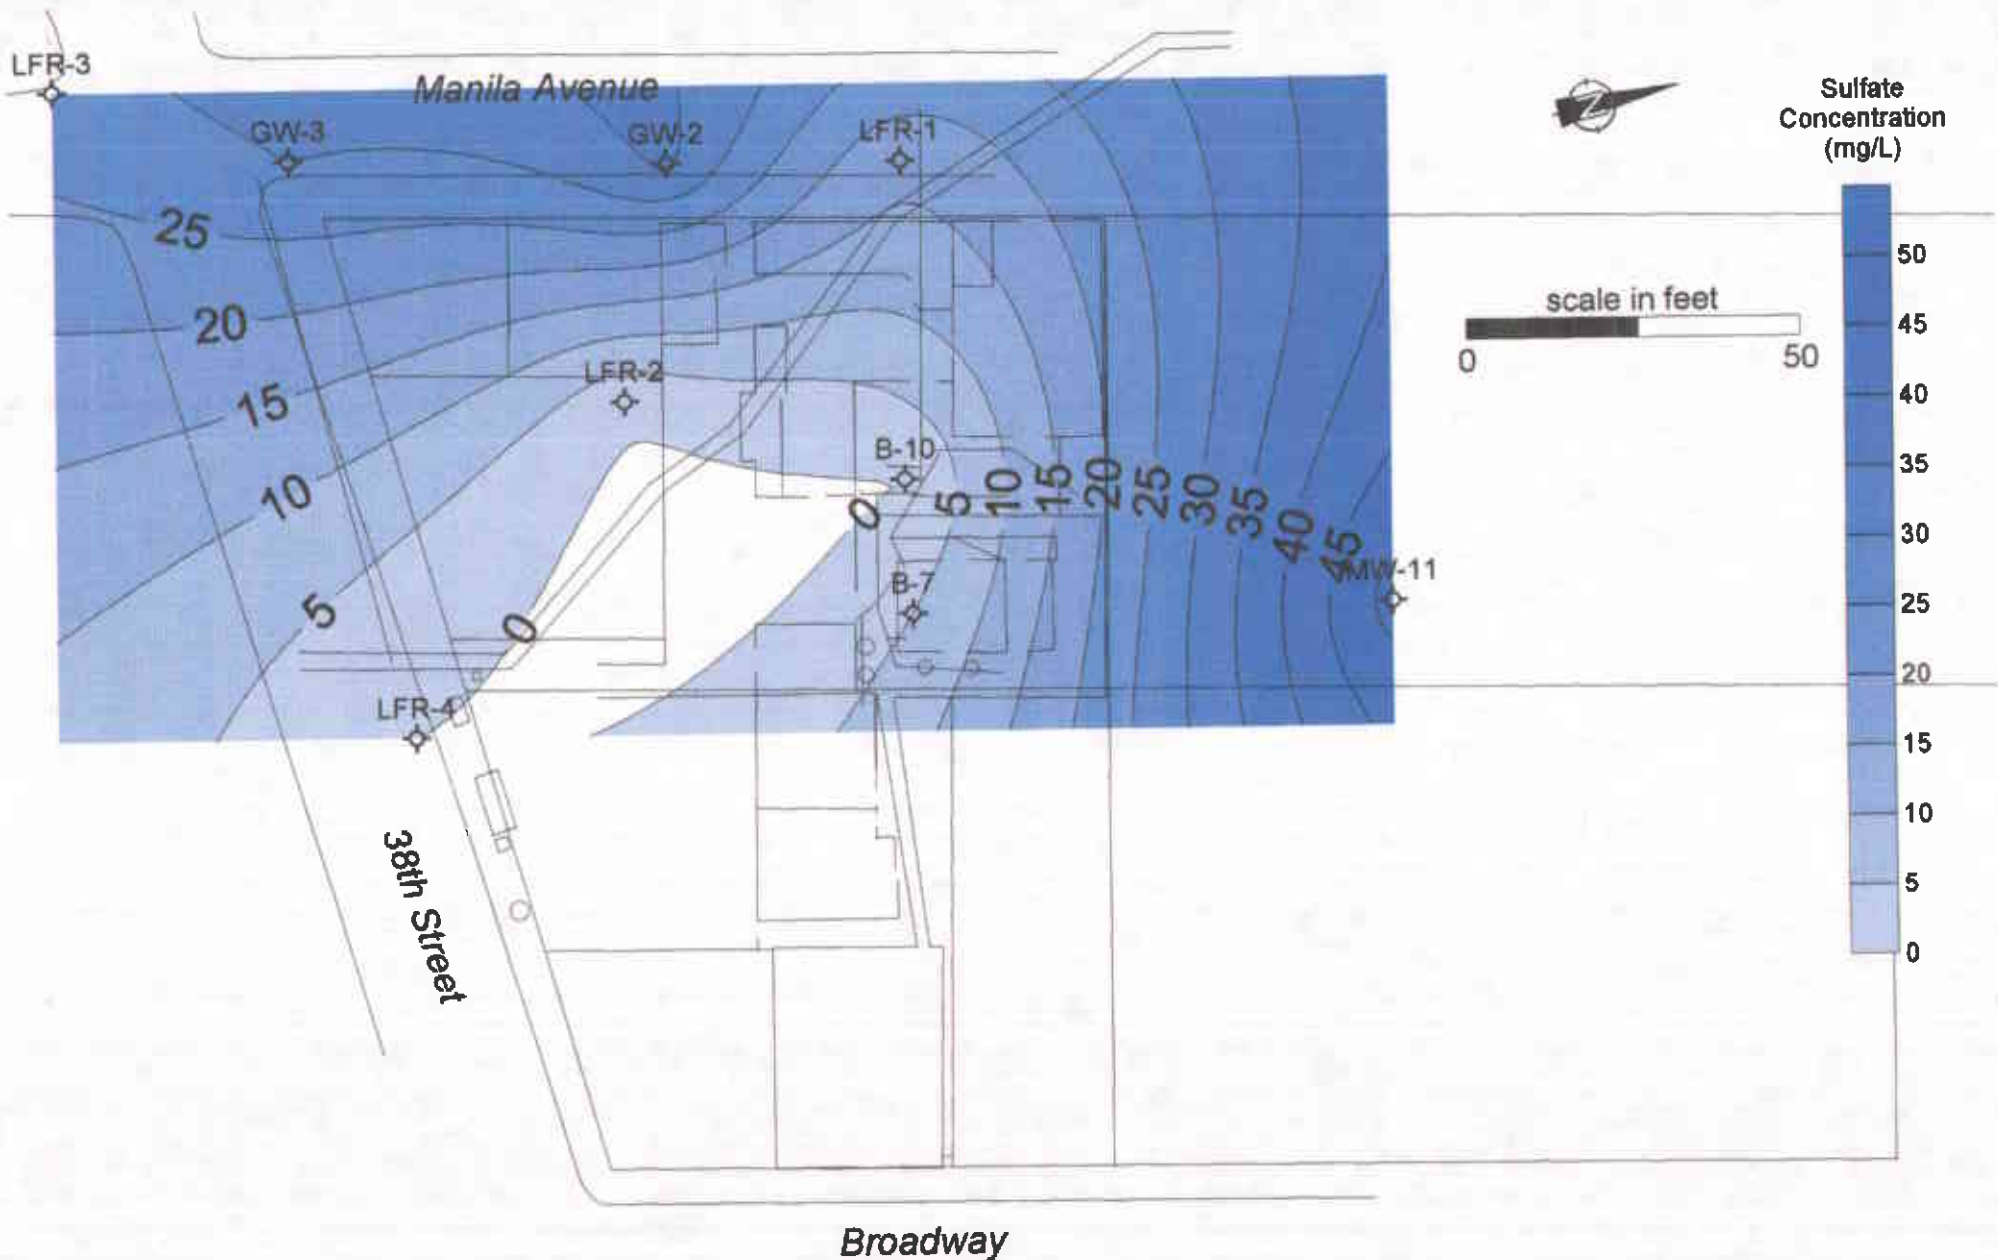 LFR-3
Manila Avenue
GW-3
GW-2
LFR-1
Sulfate
Concentration
(mg/L)
N
25
20
15
10
5
0
LFR-2
B-10
B-7
LFR-4
0
5
10
15
20
25
30
35
40
45
MW-11
scale in feet
0
50
50
45
40
35
30
25
20
15
10
5
0
38th Street
Broadway